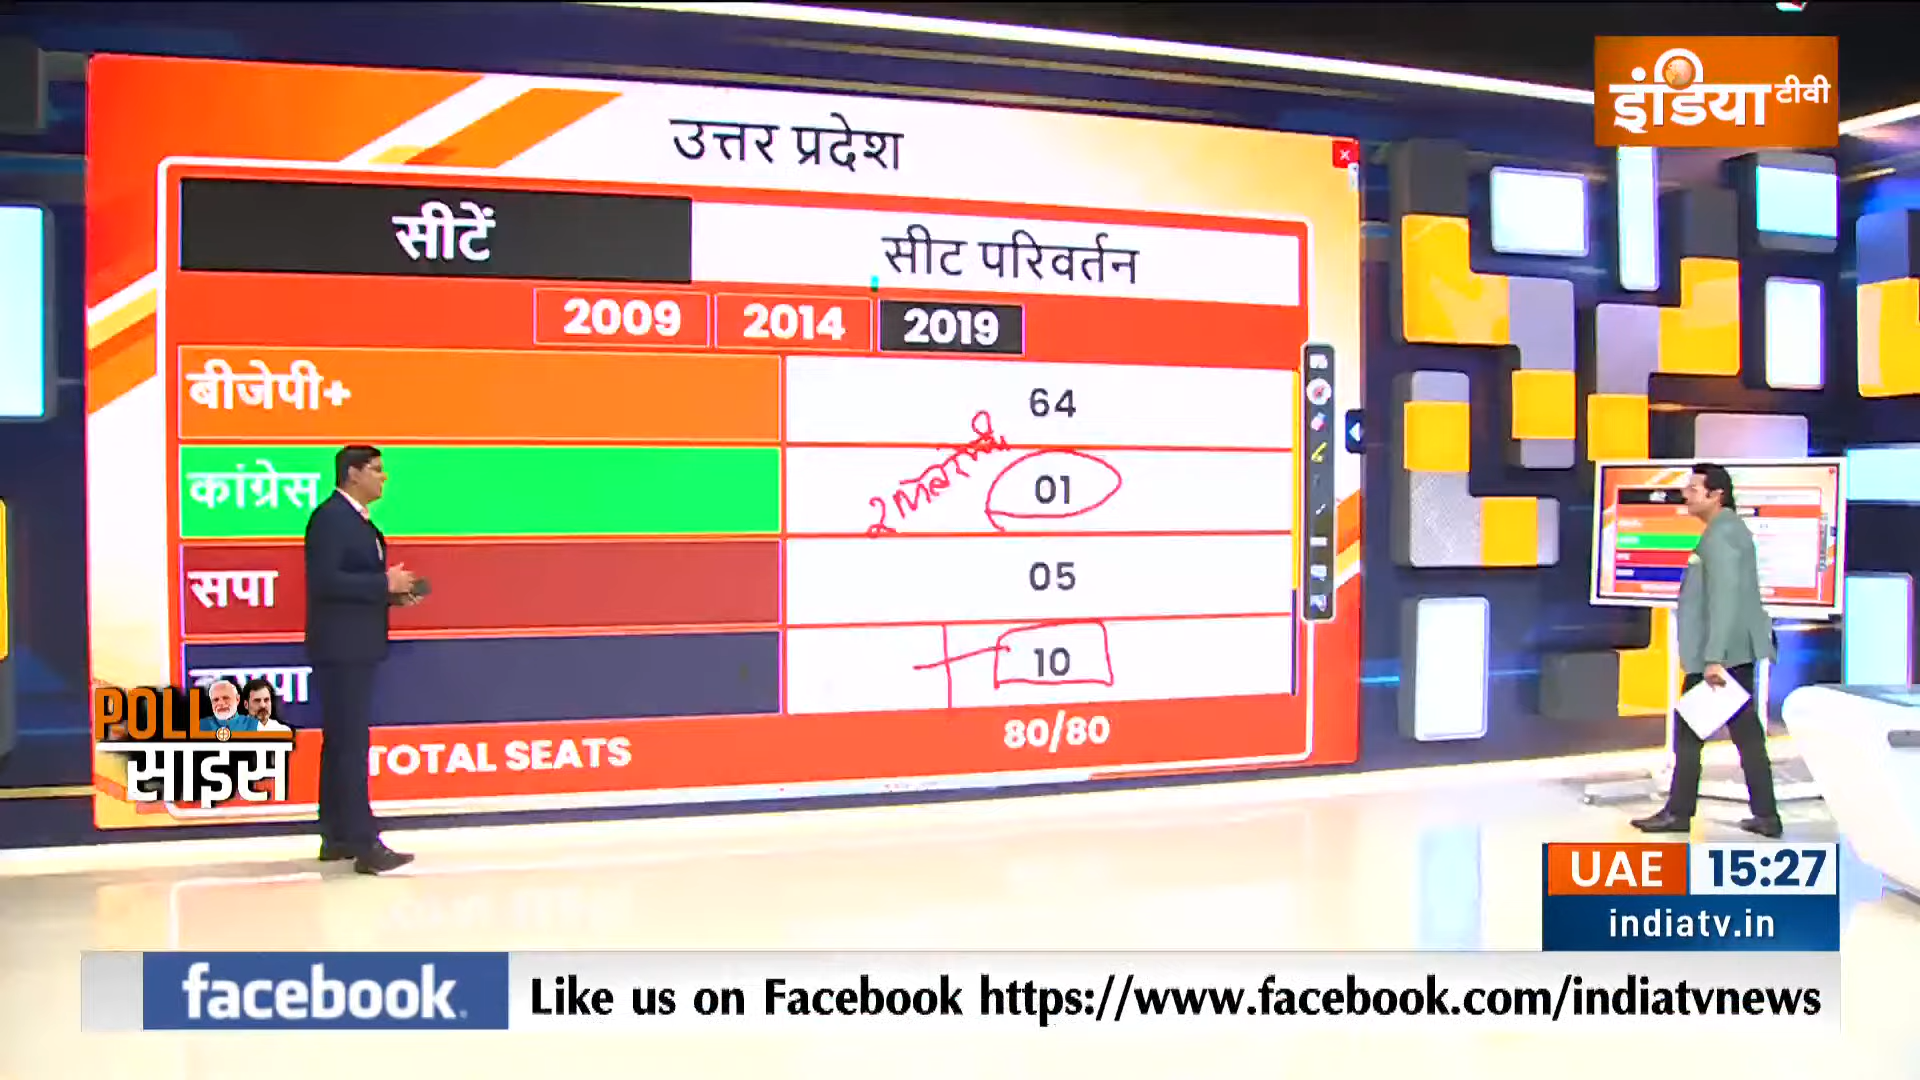 इंडिया टीवी
उत्तर प्रदेश
सीटें
सीट परिवर्तन
2009 2014 2019
बीजेपी+ 64
कांग्रेस 01
सपा 05
10
TOTAL SEATS 80/80
POLL
साइंस
UAE 15:27
indiatv.in
facebook.
Like us on Facebook https://www.facebook.com/indiatvnews